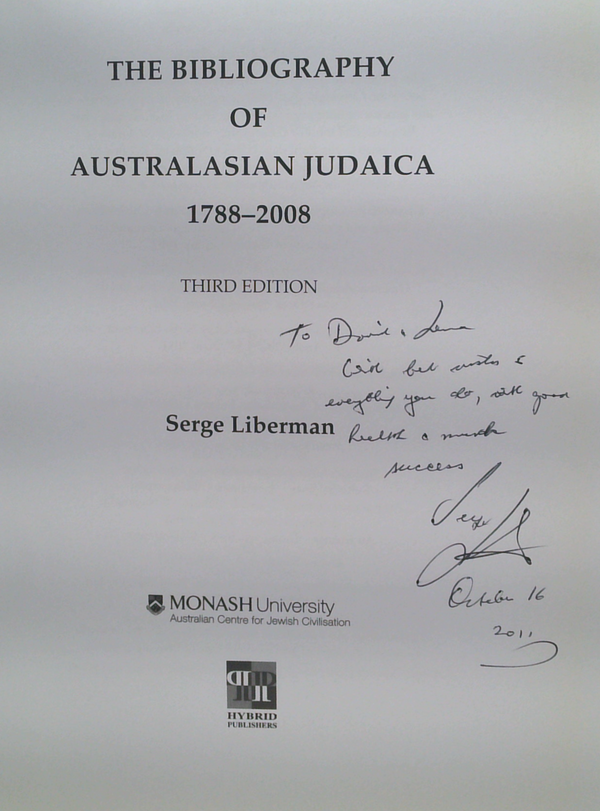 THE BIBLIOGRAPHY
OF
AUSTRALASIAN JUDAICA
1788–2008
THIRD EDITION
To David &
With best wishes &
everything you do, with good
Serge Liberman
health & much
success
Serge
October 16
2011
MONASH University
Australian Centre for Jewish Civilisation
HYBRID
PUBLISHERS